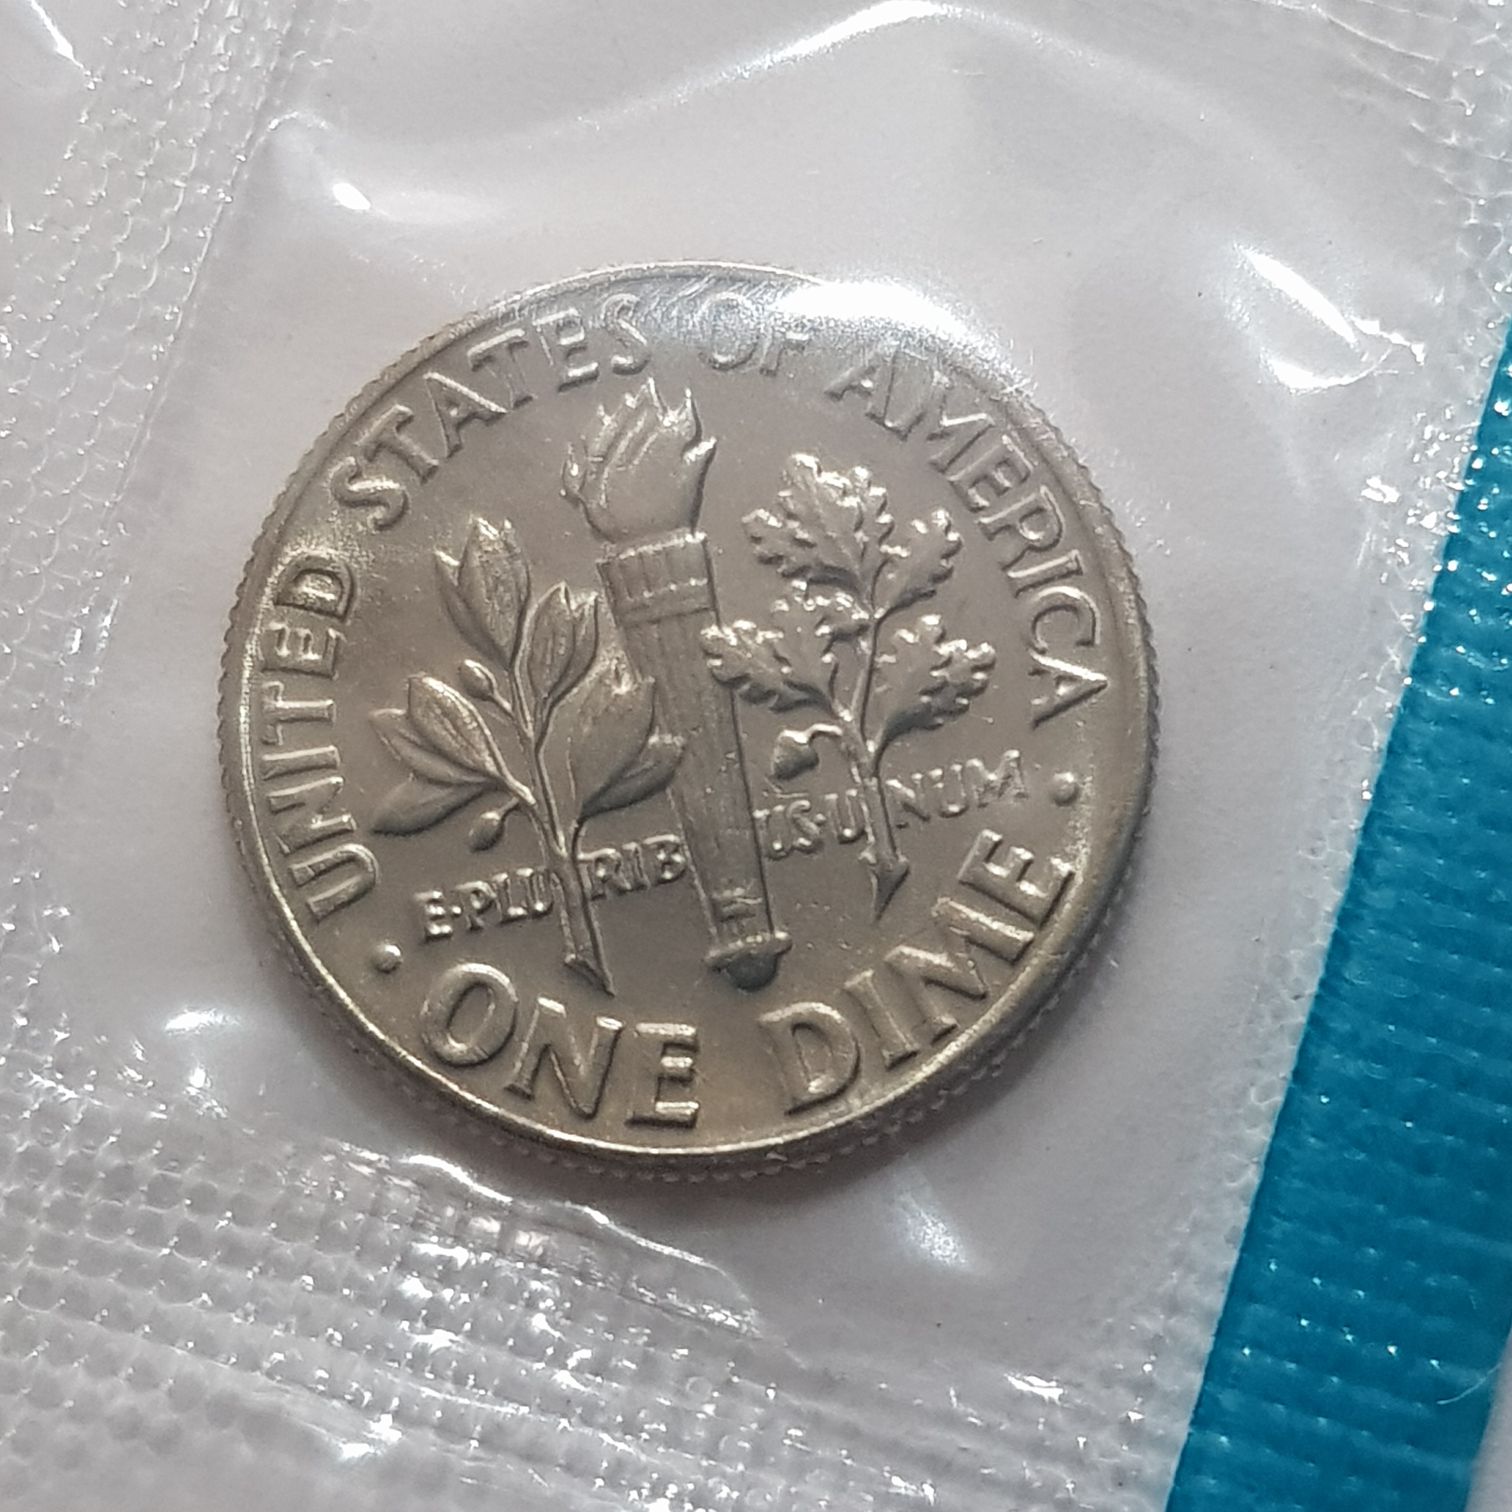 UNITED STATES OF AMERICA
E·PLURIBUS·UNUM
· ONE DIME ·